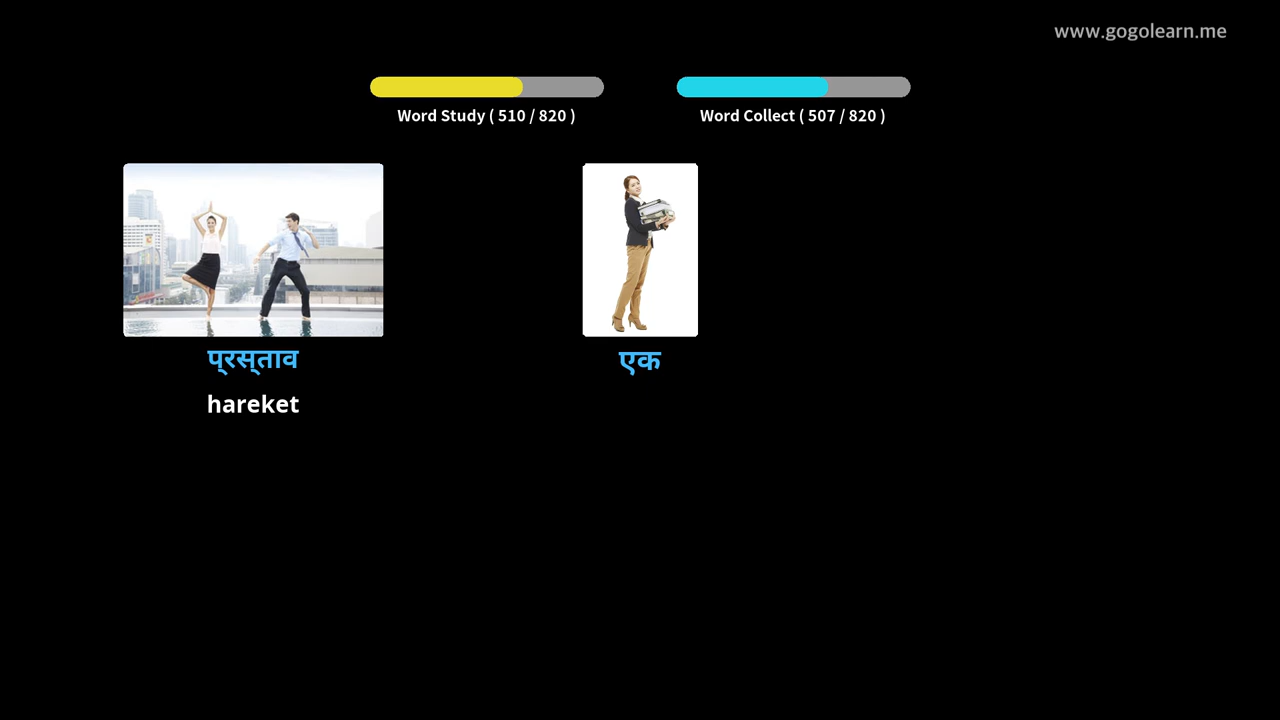 www.gogolearn.me
Word Study ( 510 / 820 )
Word Collect ( 507 / 820 )
प्रस्ताव
एक
hareket